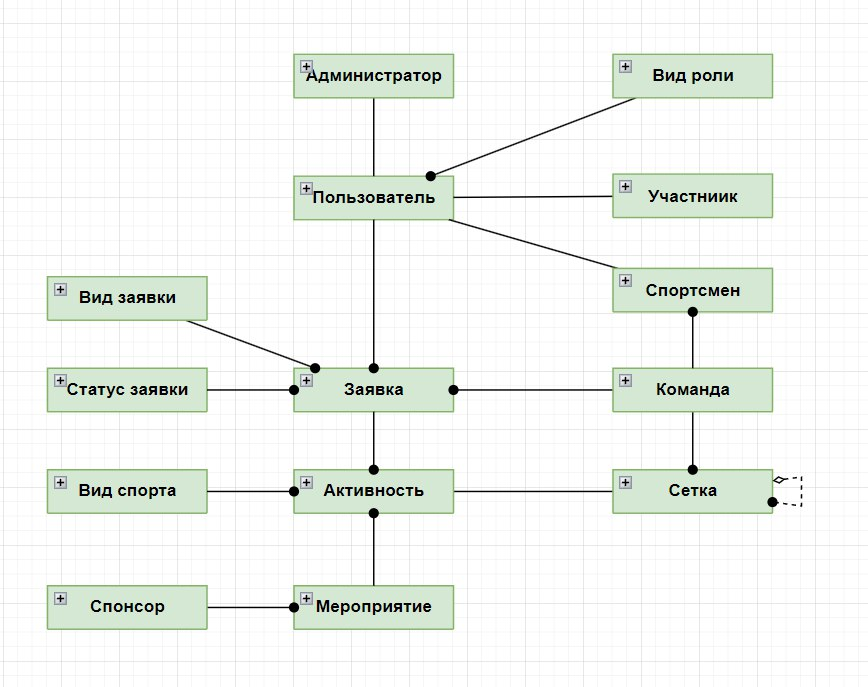 Администратор
Вид роли
Пользователь
Участниик
Вид заявки
Спортсмен
Статус заявки
Заявка
Команда
Вид спорта
Активность
Сетка
Спонсор
Мероприятие